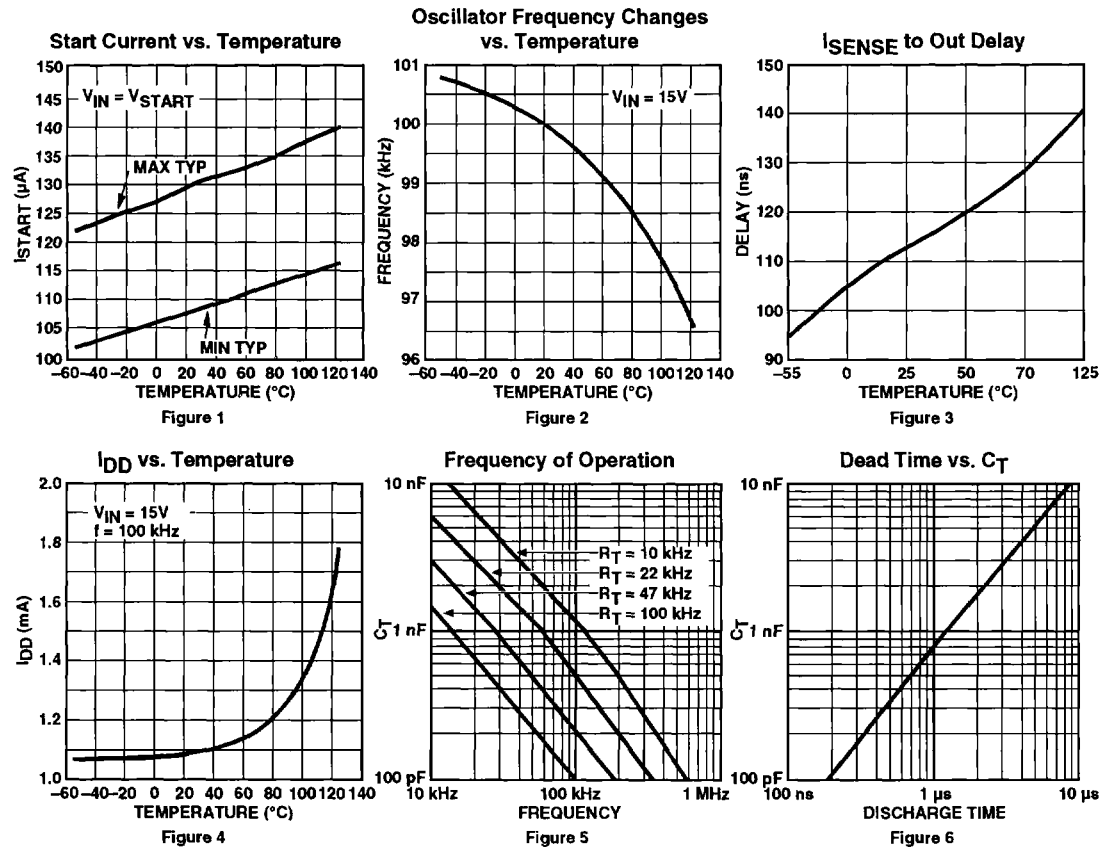 Start Current vs. Temperature
150
145
140
135
130
125
120
115
110
105
100
ISTART (µA)
VIN = VSTART
MAX TYP
MIN TYP
–60 –40 –20 0 20 40 60 80 100 120 140
TEMPERATURE (°C)
Figure 1
Oscillator Frequency Changes
vs. Temperature
101
100
99
98
97
96
FREQUENCY (kHz)
VIN = 15V
–60 –40 –20 0 20 40 60 80 100 120 140
TEMPERATURE (°C)
Figure 2
ISENSE to Out Delay
150
140
130
120
110
100
90
DELAY (ns)
–55 0 25 50 70 125
TEMPERATURE (°C)
Figure 3
IDD vs. Temperature
2.0
1.8
1.6
1.4
1.2
1.0
IDD (mA)
VIN = 15V
f = 100 kHz
–60 –40 –20 0 20 40 60 80 100 120 140
TEMPERATURE (°C)
Figure 4
Frequency of Operation
10 nF
1 nF
100 pF
CT
RT = 10 kHz
RT = 22 kHz
RT = 47 kHz
RT = 100 kHz
10 kHz 100 kHz 1 MHz
FREQUENCY
Figure 5
Dead Time vs. CT
10 nF
1 nF
100 pF
100 ns 1 µs 10 µs
DISCHARGE TIME
Figure 6